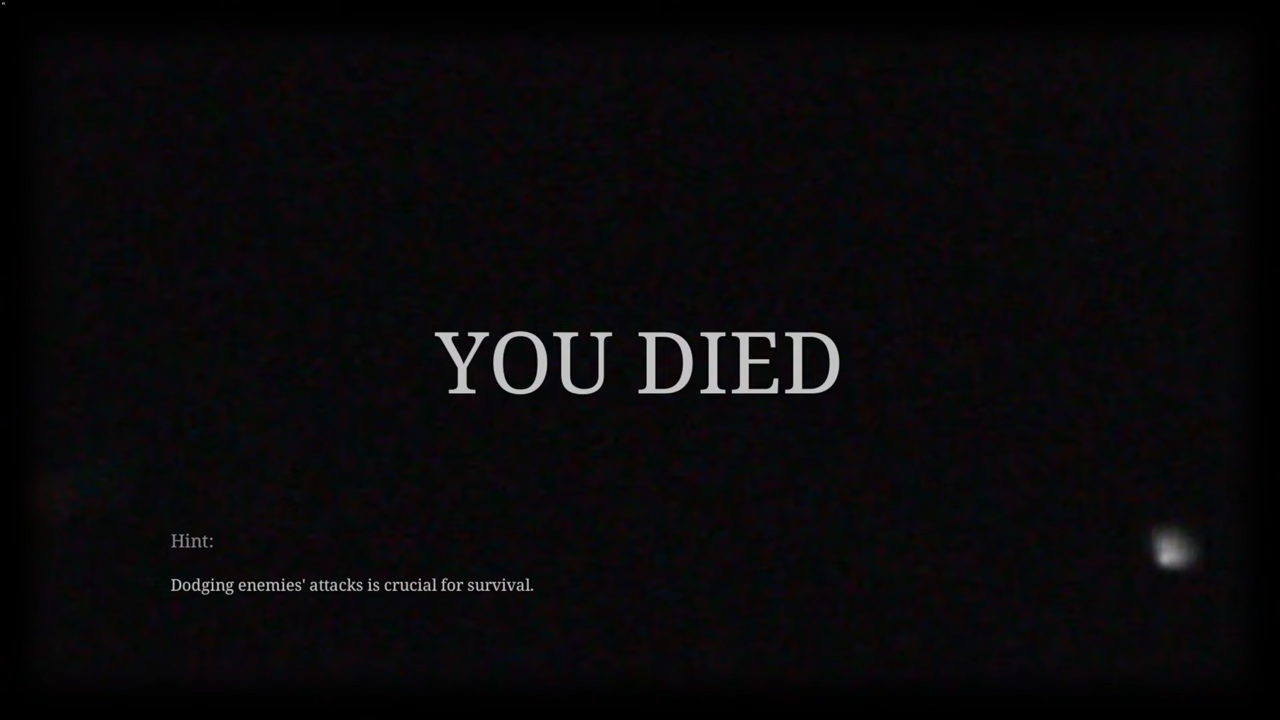 YOU DIED
Hint:
Dodging enemies' attacks is crucial for survival.